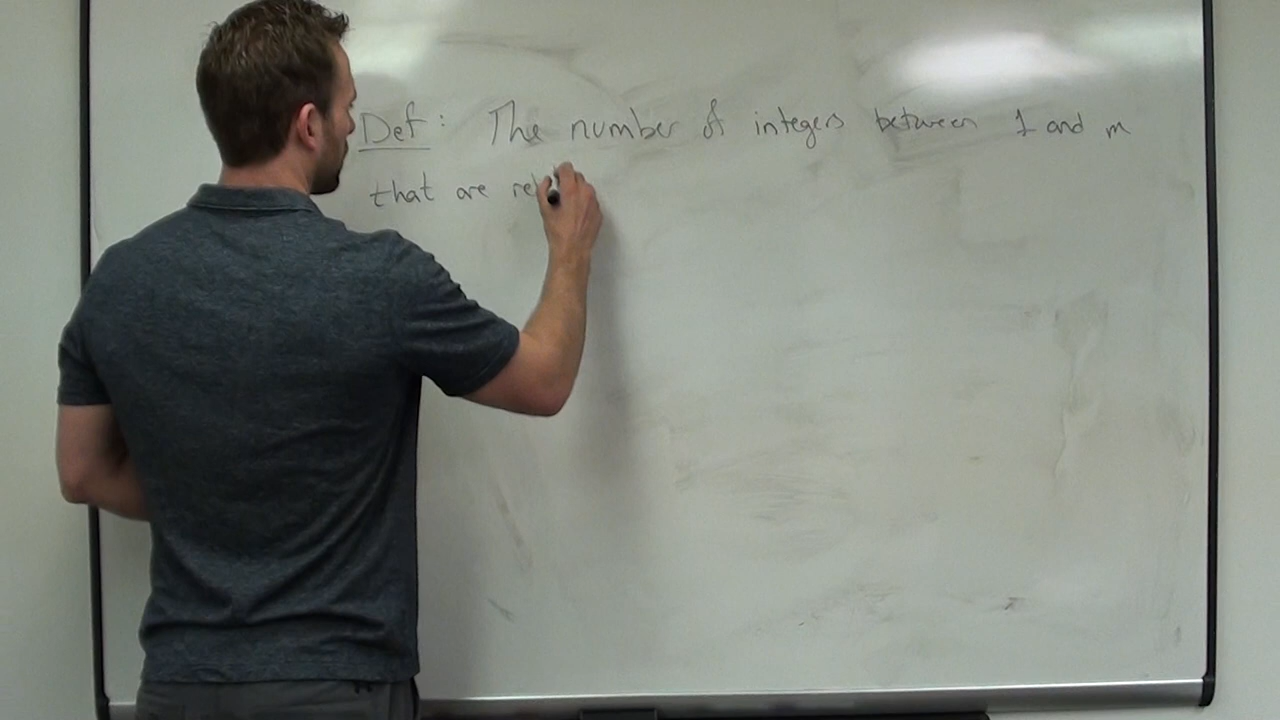 Def: The number of integers between 1 and m
that are rel